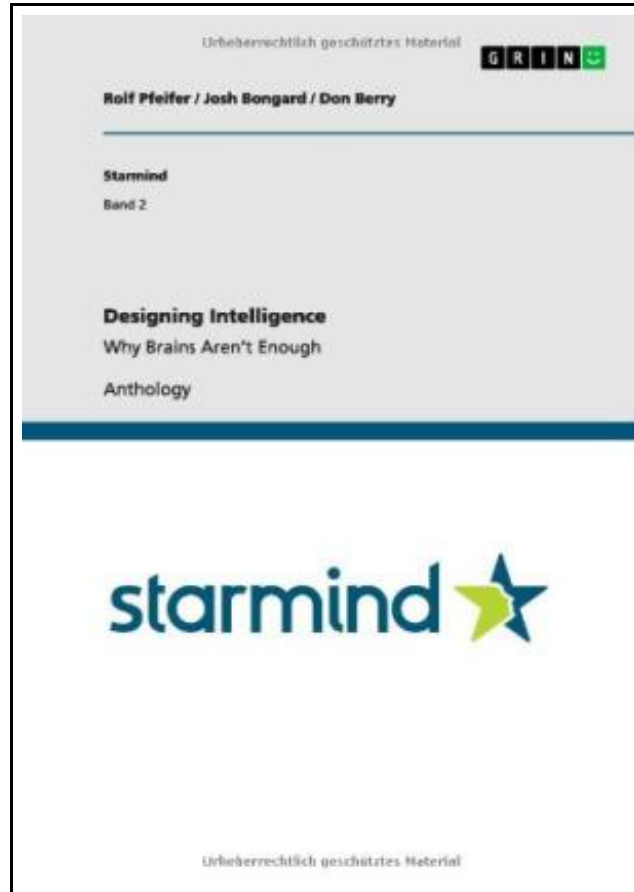 Urheberrechtlich geschütztes Material
GRIN
Rolf Pfeifer / Josh Bongard / Don Berry
Starmind
Band 2
Designing Intelligence
Why Brains Aren't Enough
Anthology
starmind
Urheberrechtlich geschütztes Material